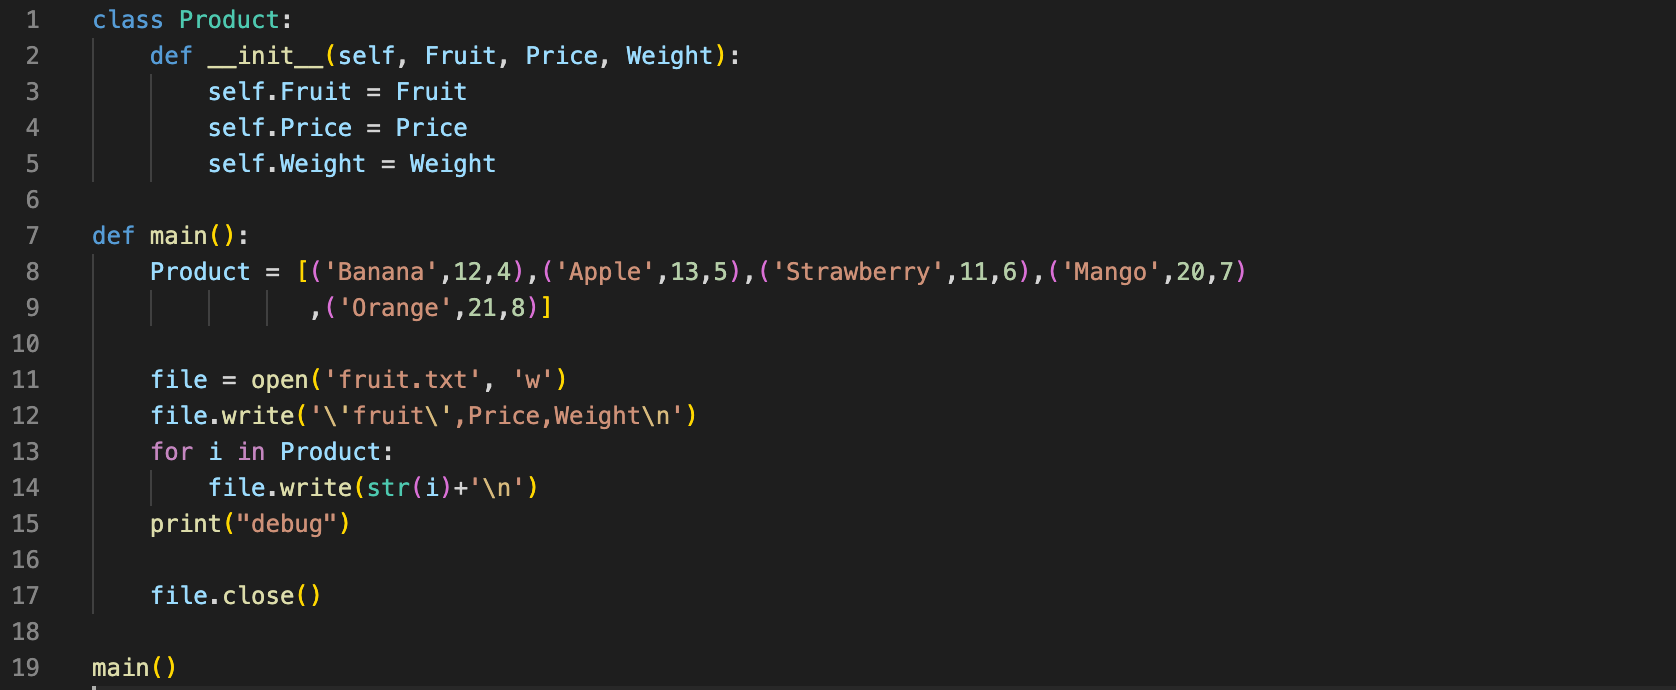 1 class Product:
2     def __init__(self, Fruit, Price, Weight):
3         self.Fruit = Fruit
4         self.Price = Price
5         self.Weight = Weight
6
7 def main():
8     Product = [('Banana',12,4),('Apple',13,5),('Strawberry',11,6),('Mango',20,7)
9                ,('Orange',21,8)]
10
11     file = open('fruit.txt', 'w')
12     file.write('\'fruit\',Price,Weight\n')
13     for i in Product:
14         file.write(str(i)+'\n')
15     print("debug")
16
17     file.close()
18
19 main()